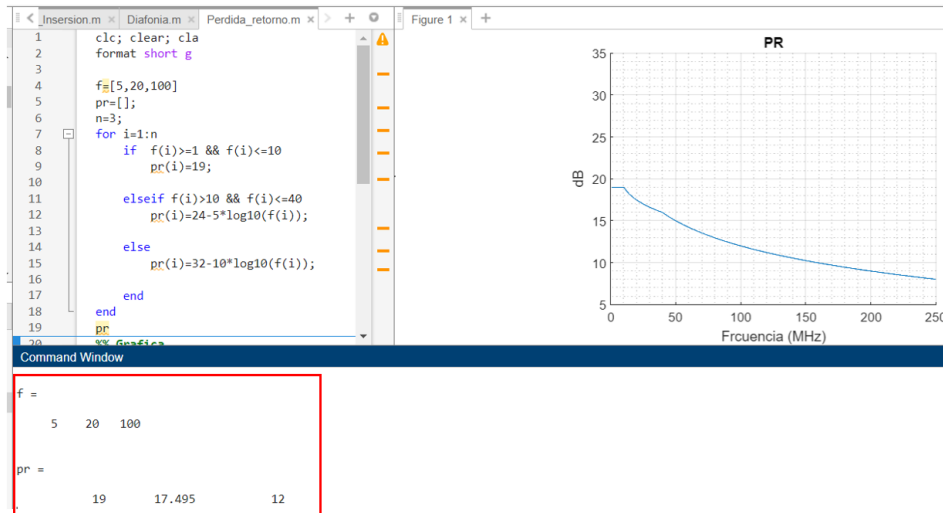 _Insersion.m × Diafonia.m × Perdida_retorno.m × > +
Figure 1 × +
1 clc; clear; cla
2 format short g
3
4 f=[5,20,100]
5 pr=[];
6 n=3;
7 for i=1:n
8 if f(i)>=1 && f(i)<=10
9 pr(i)=19;
10
11 elseif f(i)>10 && f(i)<=40
12 pr(i)=24-5*log10(f(i));
13
14 else
15 pr(i)=32-10*log10(f(i));
16
17 end
18 end
19 pr
20 %% Grafica
PR
35
30
25
20
15
10
5
dB
0 50 100 150 200 250
Frcuencia (MHz)
Command Window
f =
5 20 100
pr =
19 17.495 12